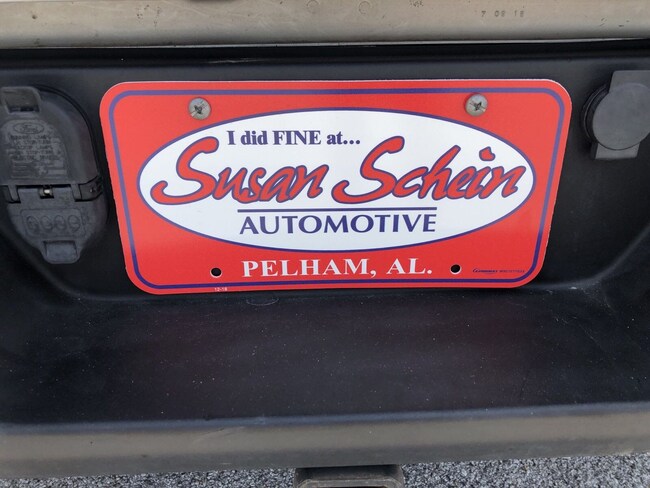 I did FINE at...
Susan Schein
AUTOMOTIVE
PELHAM, AL.